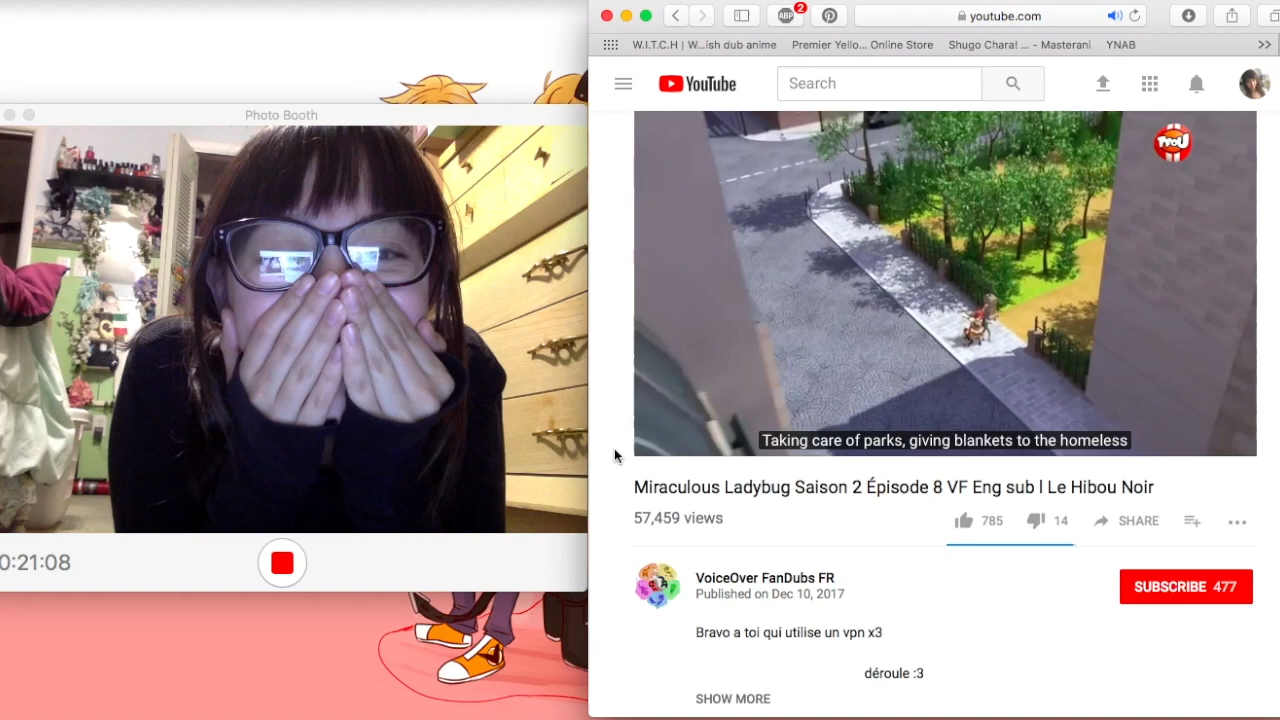 Photo Booth
0:21:08
ABP
2
youtube.com
W.I.T.C.H | W...ish dub anime
Premier Yello... Online Store
Shugo Chara! ... - Masterani
YNAB
>>
YouTube
Search
TFOU
Taking care of parks, giving blankets to the homeless
Miraculous Ladybug Saison 2 Épisode 8 VF Eng sub l Le Hibou Noir
57,459 views
785
14
SHARE
VoiceOver FanDubs FR
Published on Dec 10, 2017
SUBSCRIBE 477
Bravo a toi qui utilise un vpn x3
déroule :3
SHOW MORE